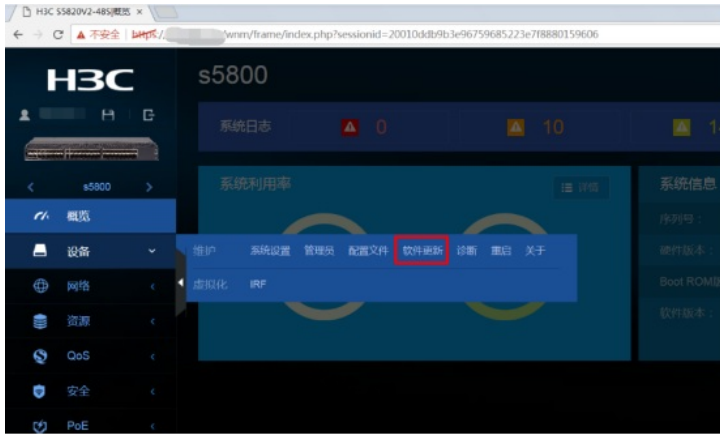 H3C S5820V2-48S|概览 ×
不安全 https://
/wnm/frame/index.php?sessionid=20010ddb9b3e96759685223e7f8880159606
H3C
s5800
系统日志 0 10
s5800
系统利用率 详情 系统信息
概览
序列号：
设备
维护 系统设置 管理员 配置文件 软件更新 诊断 重启 关于
硬件版本：
网络
虚拟化 IRF
Boot ROM版
资源
软件版本：
QoS
安全
PoE